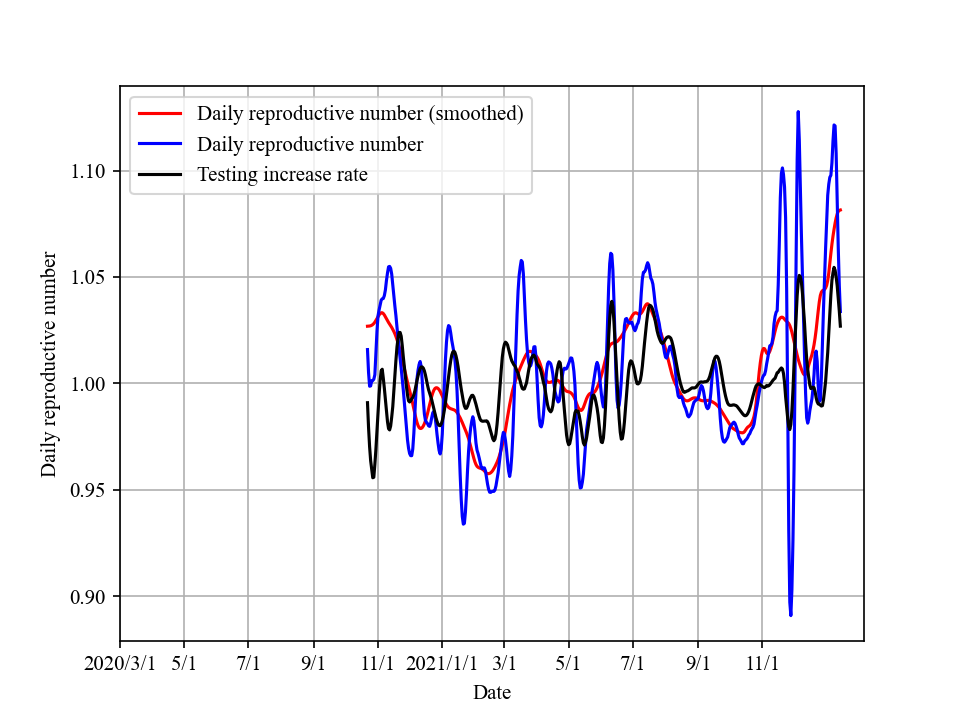 Daily reproductive number (smoothed)
Daily reproductive number
Testing increase rate
Daily reproductive number
1.10
1.05
1.00
0.95
0.90
2020/3/1 5/1 7/1 9/1 11/1 2021/1/1 3/1 5/1 7/1 9/1 11/1
Date